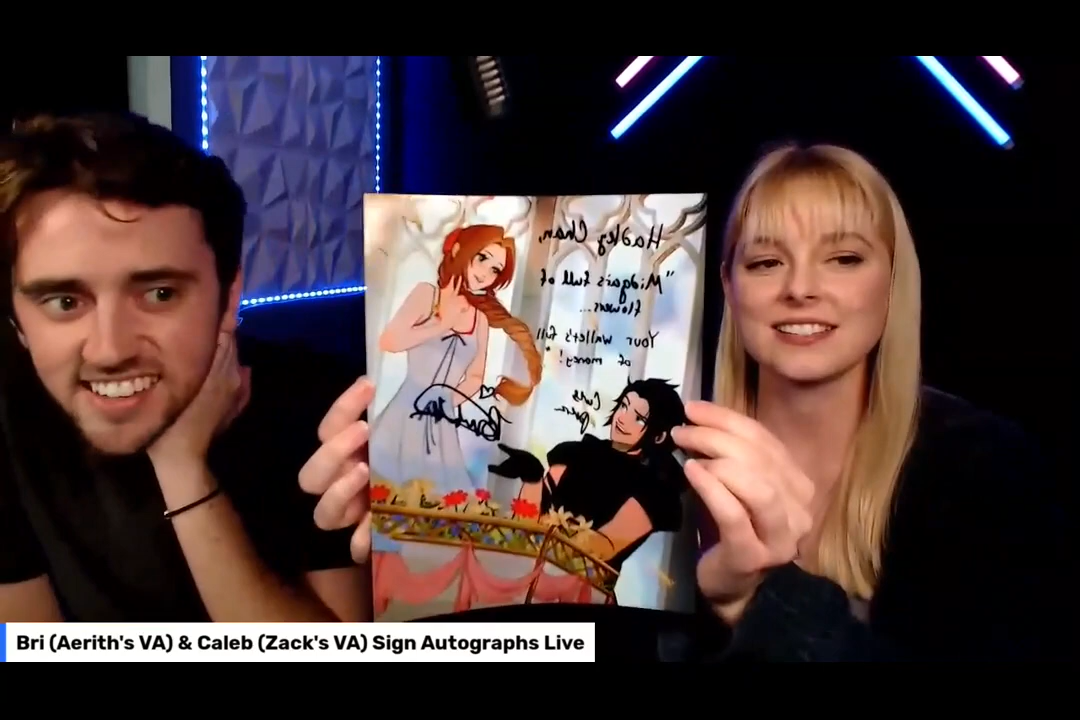 Hadley Chan,
"Midgar's full of
flowers...
Your wallet's full
of money!"
Bri (Aerith's VA) & Caleb (Zack's VA) Sign Autographs Live